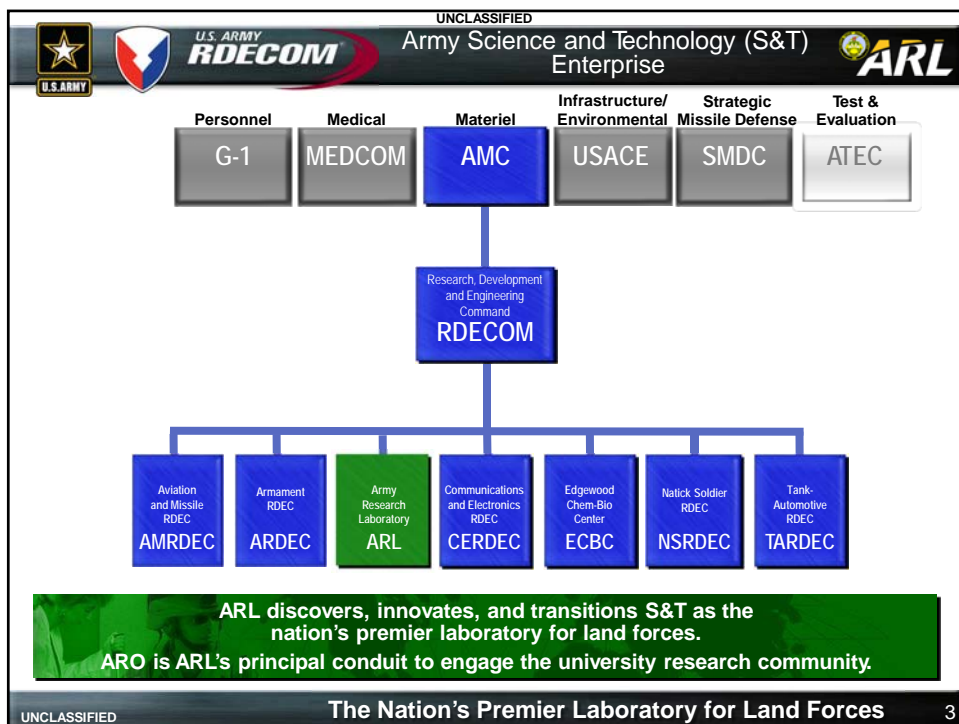 UNCLASSIFIED
U.S. ARMY
RDECOM
Army Science and Technology (S&T)
Enterprise
ARL
U.S.ARMY
Personnel
Medical
Materiel
Infrastructure/
Environmental
Strategic
Missile Defense
Test &
Evaluation
G-1
MEDCOM
AMC
USACE
SMDC
ATEC
Research, Development
and Engineering
Command
RDECOM
Aviation
and Missile
RDEC
AMRDEC
Armament
RDEC
ARDEC
Army
Research
Laboratory
ARL
Communications
and Electronics
RDEC
CERDEC
Edgewood
Chem-Bio
Center
ECBC
Natick Soldier
RDEC
NSRDEC
Tank-
Automotive
RDEC
TARDEC
ARL discovers, innovates, and transitions S&T as the
nation's premier laboratory for land forces.
ARO is ARL's principal conduit to engage the university research community.
UNCLASSIFIED
The Nation's Premier Laboratory for Land Forces
3